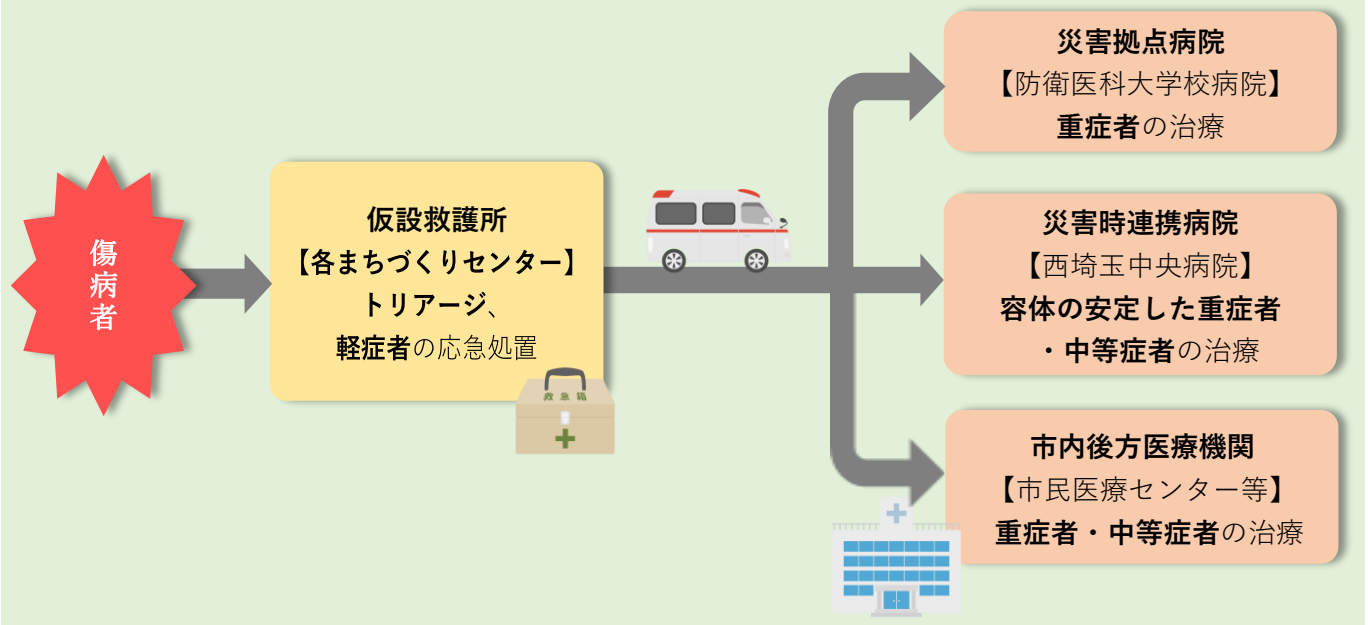 傷病者
仮設救護所
【各まちづくりセンター】
トリアージ、
軽症者の応急処置
救急箱
災害拠点病院
【防衛医科大学校病院】
重症者の治療
災害時連携病院
【西埼玉中央病院】
容体の安定した重症者
・中等症者の治療
市内後方医療機関
【市民医療センター等】
重症者・中等症者の治療